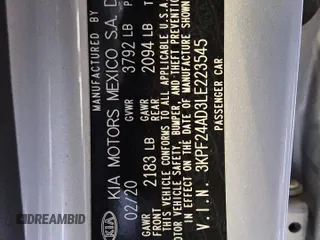 MANUFACTURED BY
KIA MOTORS MEXICO S.A. D
02/20 GVWR 3792 LB
GAWR FRONT 2183 LB GAWR REAR 2094 LB
THIS VEHICLE CONFORMS TO ALL APPLICABLE U.S.A.
MOTOR VEHICLE SAFETY, BUMPER, AND THEFT PREVENTION
IN EFFECT ON THE DATE OF MANUFACTURE SHOWN
V.I.N. 3KPF24AD3LE223545
PASSENGER CAR
KIA
DREAMBID